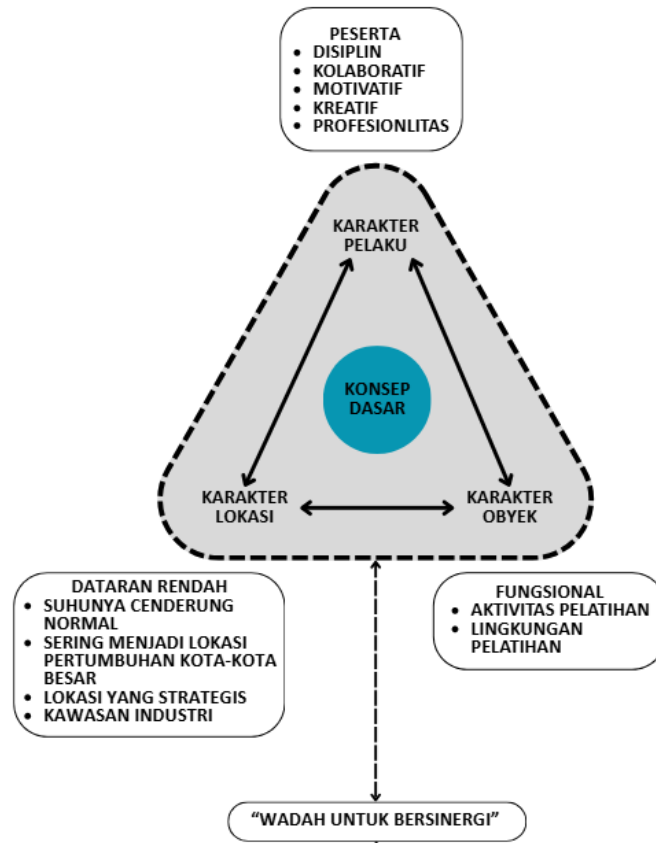 PESERTA
• DISIPLIN
• KOLABORATIF
• MOTIVATIF
• KREATIF
• PROFESIONLITAS
KARAKTER
PELAKU
KONSEP
DASAR
KARAKTER
LOKASI
KARAKTER
OBYEK
DATARAN RENDAH
• SUHUNYA CENDERUNG
NORMAL
• SERING MENJADI LOKASI
PERTUMBUHAN KOTA-KOTA
BESAR
• LOKASI YANG STRATEGIS
• KAWASAN INDUSTRI
FUNGSIONAL
• AKTIVITAS PELATIHAN
• LINGKUNGAN
PELATIHAN
“WADAH UNTUK BERSINERGI”